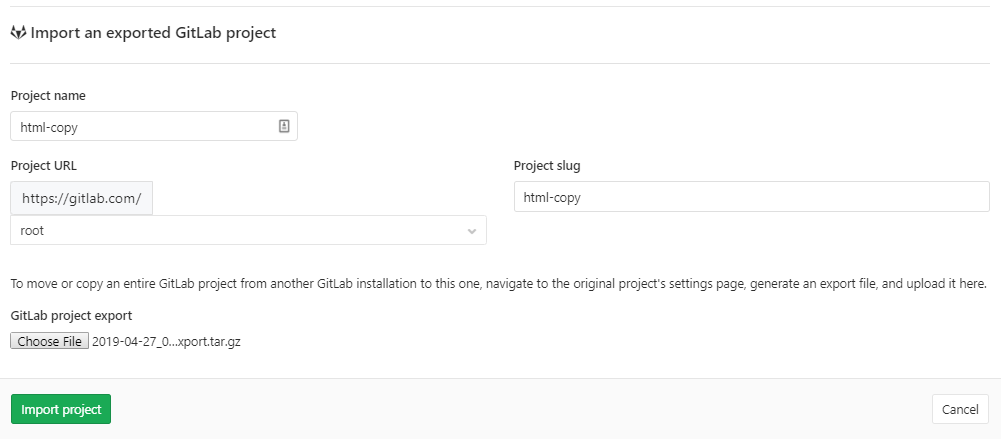 Import an exported GitLab project
Project name
html-copy
Project URL
Project slug
https://gitlab.com/
html-copy
root
To move or copy an entire GitLab project from another GitLab installation to this one, navigate to the original project's settings page, generate an export file, and upload it here.
GitLab project export
Choose File 2019-04-27_0...xport.tar.gz
Import project
Cancel